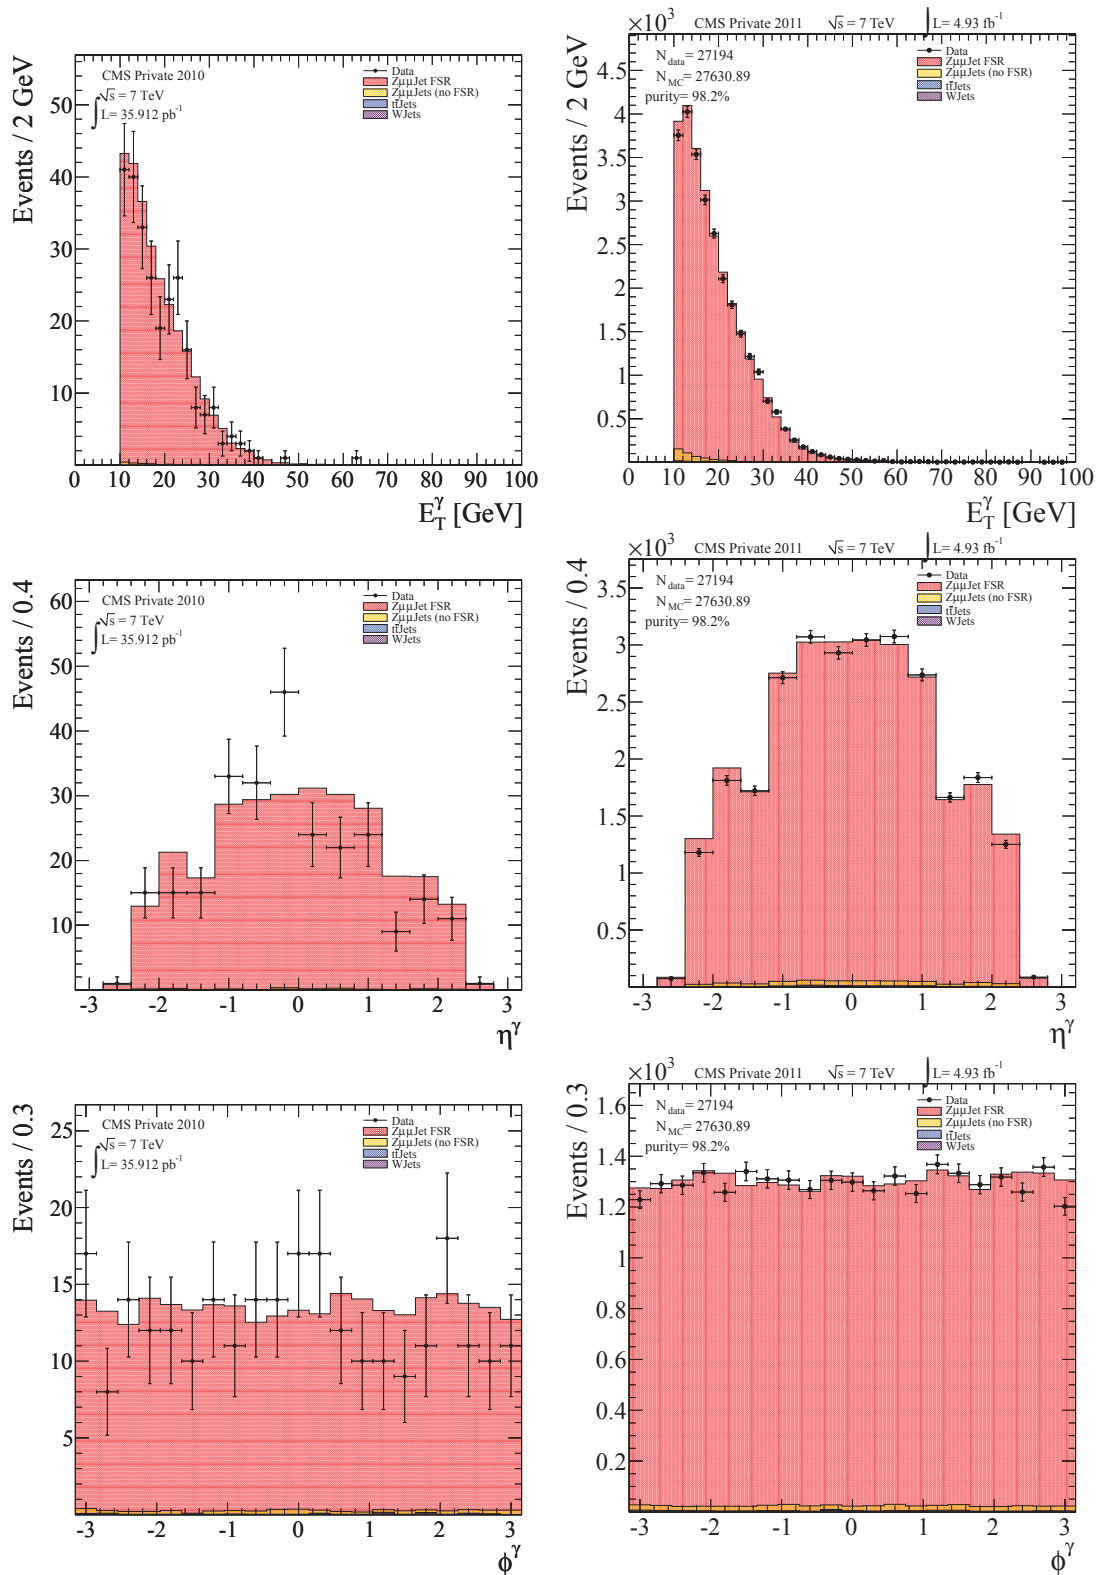 CMS Private 2010
√s = 7 TeV
∫ L= 35.912 pb⁻¹
Data
ZμμJet FSR
ZμμJets (no FSR)
tt̄Jets
WJets
Events / 2 GeV
50
40
30
20
10
0 10 20 30 40 50 60 70 80 90 100
E_T^γ [GeV]
×10³
CMS Private 2011 √s = 7 TeV ∫ L= 4.93 fb⁻¹
N_data = 27194
N_MC = 27630.89
purity= 98.2%
Data
ZμμJet FSR
ZμμJets (no FSR)
tt̄Jets
WJets
Events / 2 GeV
4.5
4
3.5
3
2.5
2
1.5
1
0.5
0
0 10 20 30 40 50 60 70 80 90 100
E_T^γ [GeV]
CMS Private 2010
√s = 7 TeV
∫ L= 35.912 pb⁻¹
Data
ZμμJet FSR
ZμμJets (no FSR)
tt̄Jets
WJets
Events / 0.4
60
50
40
30
20
10
-3 -2 -1 0 1 2 3
η^γ
×10³
CMS Private 2011 √s = 7 TeV ∫ L= 4.93 fb⁻¹
N_data = 27194
N_MC = 27630.89
purity= 98.2%
Data
ZμμJet FSR
ZμμJets (no FSR)
tt̄Jets
WJets
Events / 0.4
3.5
3
2.5
2
1.5
1
0.5
-3 -2 -1 0 1 2 3
η^γ
CMS Private 2010
√s = 7 TeV
∫ L= 35.912 pb⁻¹
Data
ZμμJet FSR
ZμμJets (no FSR)
tt̄Jets
WJets
Events / 0.3
25
20
15
10
5
-3 -2 -1 0 1 2 3
ϕ^γ
×10³
CMS Private 2011 √s = 7 TeV ∫ L= 4.93 fb⁻¹
N_data = 27194
N_MC = 27630.89
purity= 98.2%
Data
ZμμJet FSR
ZμμJets (no FSR)
tt̄Jets
WJets
Events / 0.3
1.6
1.4
1.2
1
0.8
0.6
0.4
0.2
-3 -2 -1 0 1 2 3
ϕ^γ